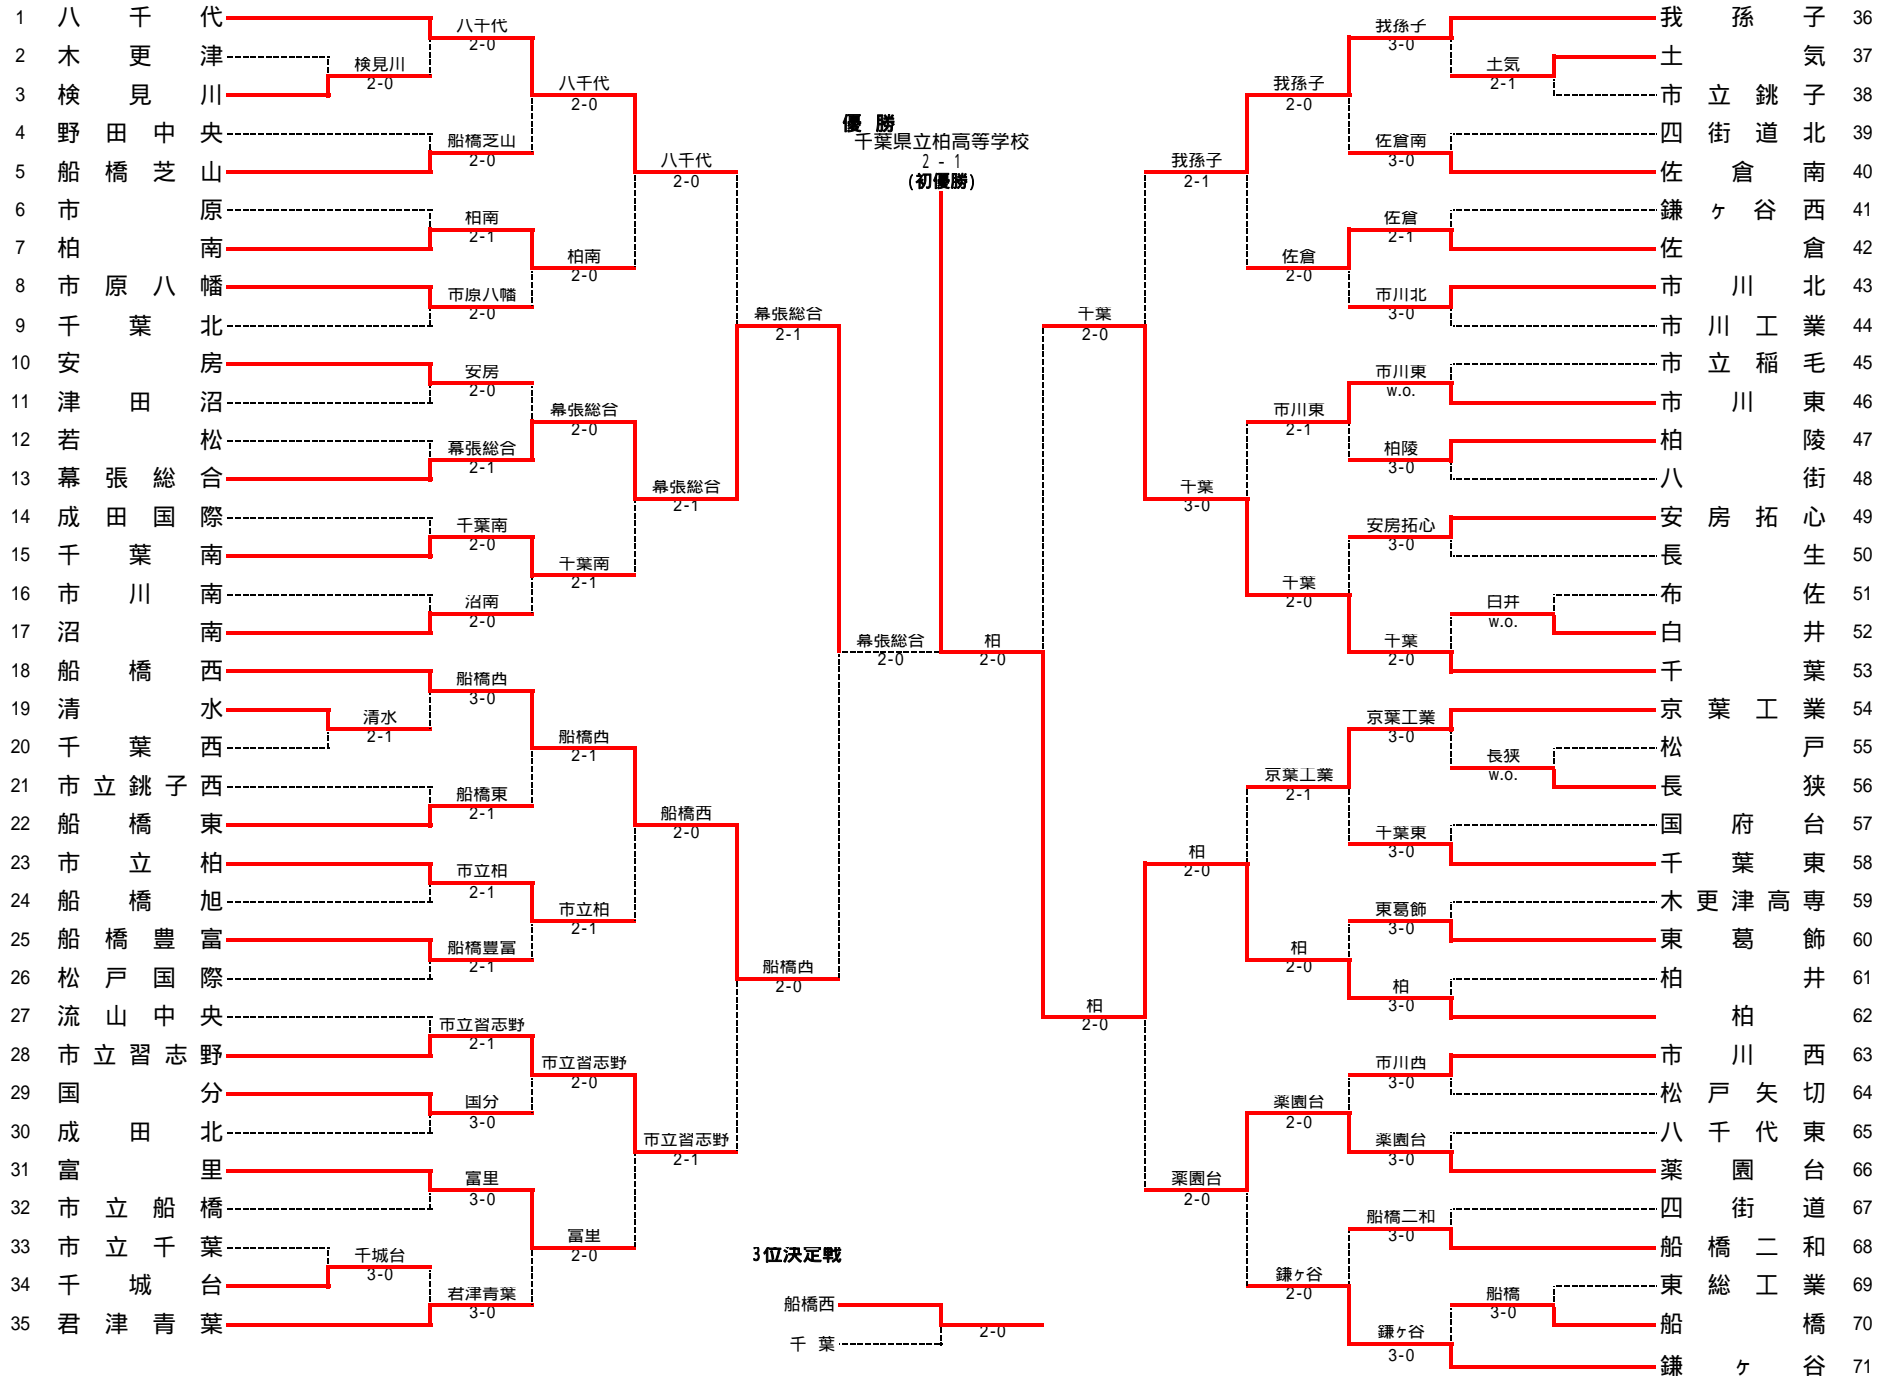 1 八千代
2 木更津
3 検見川
4 野田中央
5 船橋芝山
6 市原
7 柏南
8 市原八幡
9 千葉北
10 安房
11 津田沼
12 若松
13 幕張総合
14 成田国際
15 千葉南
16 市川南
17 沼南
18 船橋西
19 清水
20 千葉西
21 市立銚子西
22 船橋東
23 市立柏
24 船橋旭
25 船橋豊富
26 松戸国際
27 流山中央
28 市立習志野
29 国分
30 成田北
31 富里
32 市立船橋
33 市立千葉
34 千城台
35 君津青葉
検見川
2-0
清水
2-1
千城台
3-0
八千代
2-0
船橋芝山
2-0
柏南
2-1
市原八幡
2-0
安房
2-0
幕張総合
2-1
千葉南
2-0
沼南
2-0
船橋西
3-0
船橋東
2-1
市立柏
2-1
船橋豊富
2-1
市立習志野
2-1
国分
3-0
富里
3-0
君津青葉
3-0
八千代
2-0
柏南
2-0
幕張総合
2-0
千葉南
2-1
船橋西
2-1
市立柏
2-1
市立習志野
2-0
富里
2-0
八千代
2-0
幕張総合
2-1
船橋西
2-0
市立習志野
2-1
幕張総合
2-1
船橋西
2-0
幕張総合
2-0
優勝
千葉県立柏高等学校
2 - 1
(初優勝)
柏
2-0
千葉
2-0
柏
2-0
我孫子
2-1
千葉
3-0
柏
2-0
薬園台
2-0
我孫子
2-0
佐倉
2-0
市川東
2-1
千葉
2-0
京葉工業
2-1
柏
2-0
薬園台
2-0
鎌ヶ谷
2-0
我孫子
3-0
佐倉南
3-0
佐倉
2-1
市川北
3-0
市川東
w.o.
柏陵
3-0
安房拓心
3-0
千葉
2-0
京葉工業
3-0
千葉東
3-0
東葛飾
3-0
柏
3-0
市川西
3-0
薬園台
3-0
船橋二和
3-0
鎌ヶ谷
3-0
土気
2-1
白井
w.o.
長狭
w.o.
船橋
3-0
我孫子 36
土気 37
市立銚子 38
四街道北 39
佐倉南 40
鎌ヶ谷西 41
佐倉 42
市川北 43
市川工業 44
市立稲毛 45
市川東 46
柏陵 47
八街 48
安房拓心 49
長生 50
布佐 51
白井 52
千葉 53
京葉工業 54
松戸 55
長狭 56
国府台 57
千葉東 58
木更津高専 59
東葛飾 60
柏井 61
柏 62
市川西 63
松戸矢切 64
八千代東 65
薬園台 66
四街道 67
船橋二和 68
東総工業 69
船橋 70
鎌ヶ谷 71
3位決定戦
船橋西
千葉
2-0